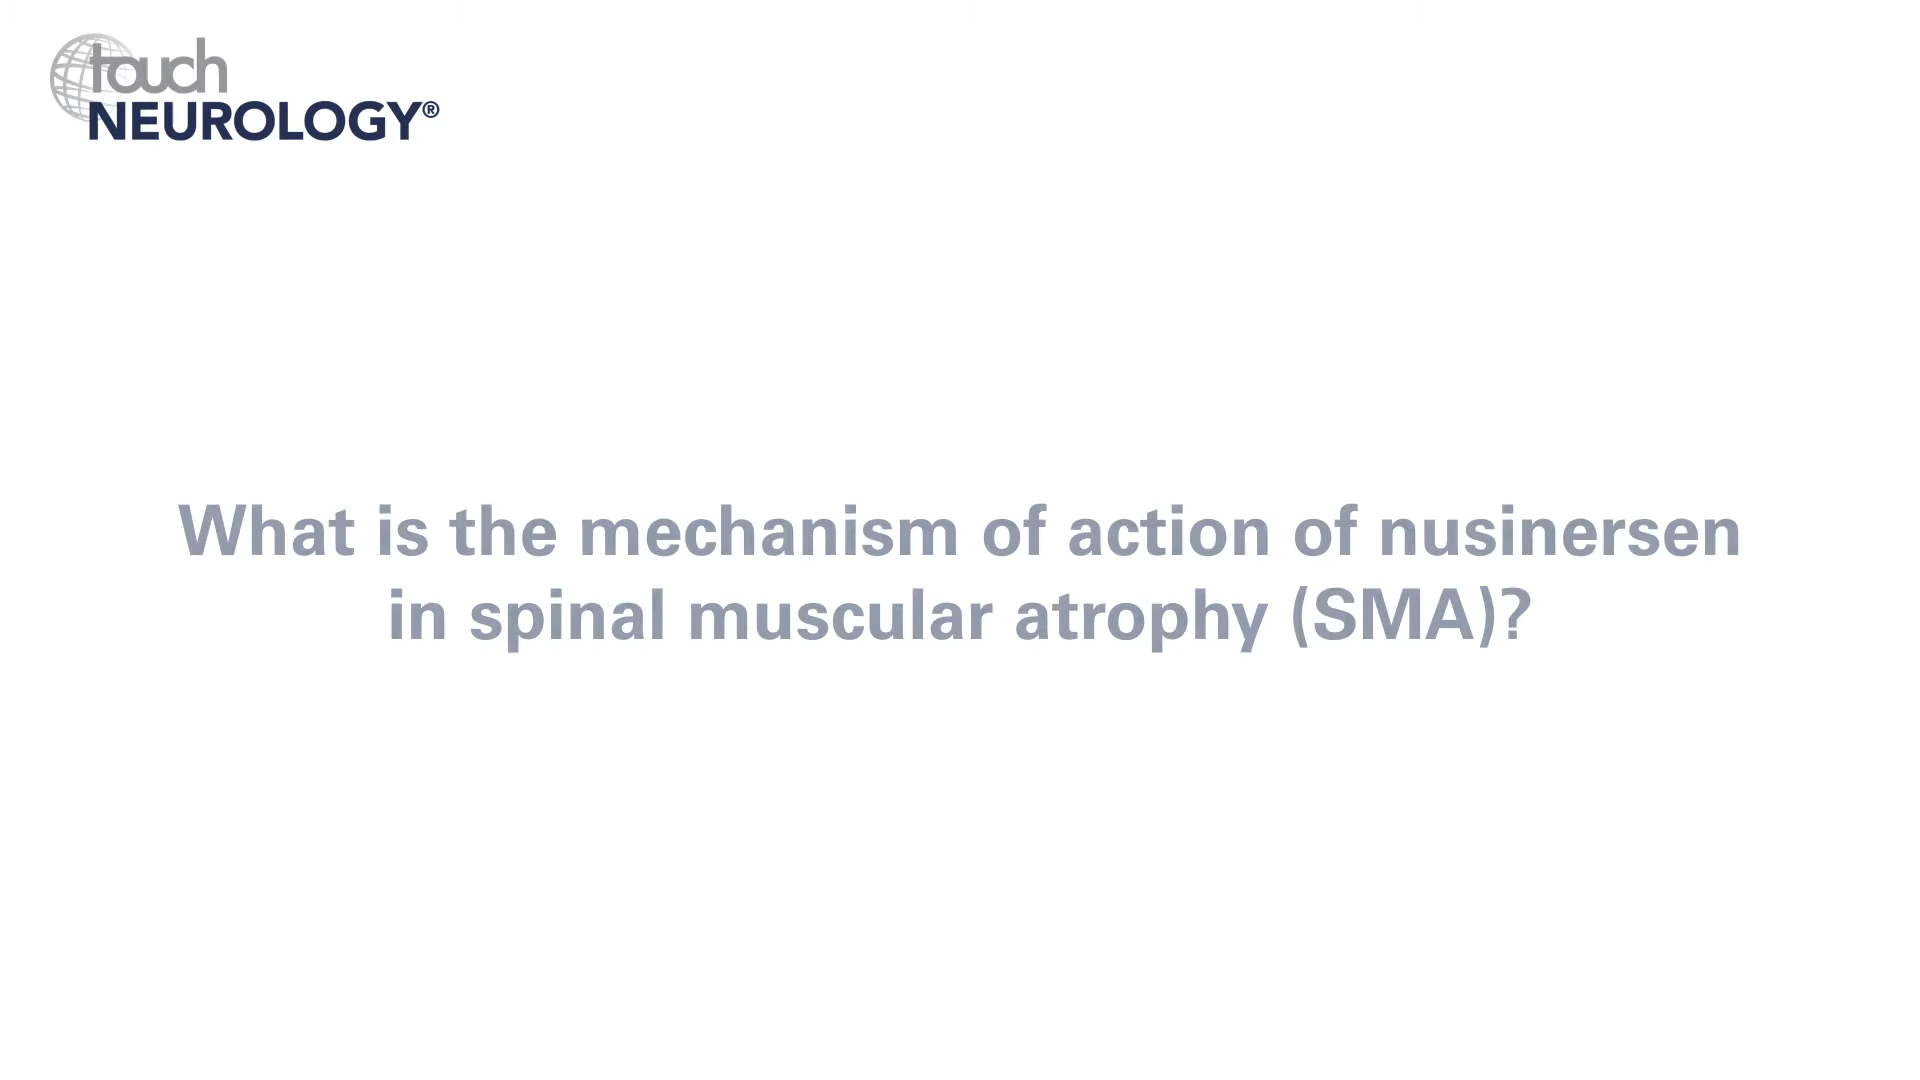 touch
NEUROLOGY®
What is the mechanism of action of nusinersen
in spinal muscular atrophy (SMA)?